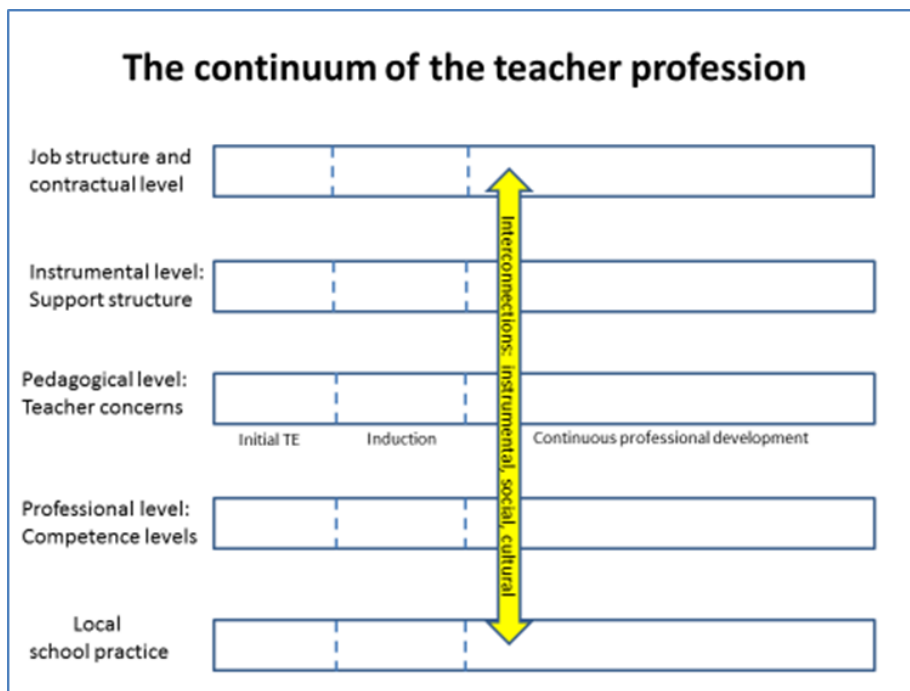 The continuum of the teacher profession
Job structure and
contractual level
Instrumental level:
Support structure
Pedagogical level:
Teacher concerns
Initial TE
Induction
Continuous professional development
Professional level:
Competence levels
Local
school practice
Interconnections: instrumental, social, cultural